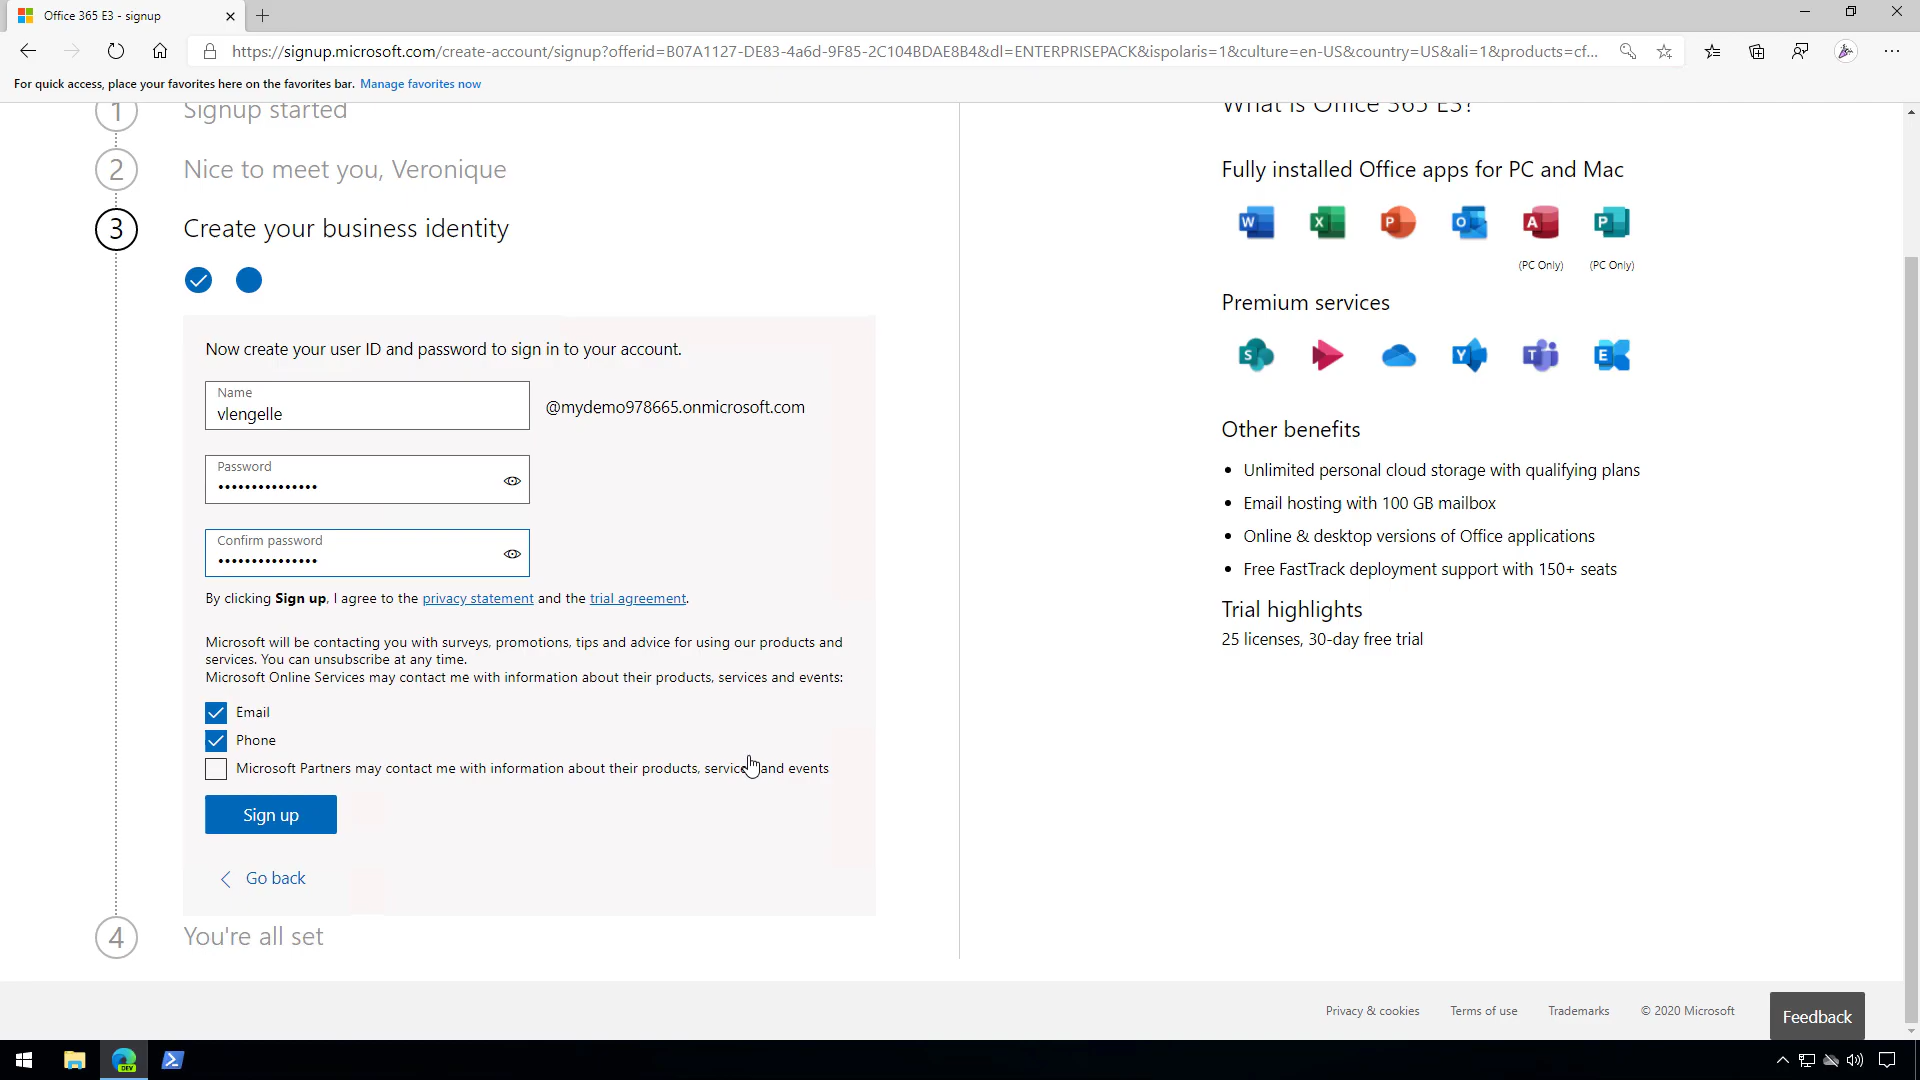 Office 365 E3 - signup
https://signup.microsoft.com/create-account/signup?offerid=B07A1127-DE83-4a6d-9F85-2C104BDAE8B4&dl=ENTERPRISEPACK&ispolaris=1&culture=en-US&country=US&ali=1&products=cf...
For quick access, place your favorites here on the favorites bar. Manage favorites now
1 Signup started
2 Nice to meet you, Veronique
3 Create your business identity
Now create your user ID and password to sign in to your account.
Name
vlengelle @mydemo978665.onmicrosoft.com
Password
•••••••••••••••
Confirm password
•••••••••••••••
By clicking Sign up, I agree to the privacy statement and the trial agreement.
Microsoft will be contacting you with surveys, promotions, tips and advice for using our products and
services. You can unsubscribe at any time.
Microsoft Online Services may contact me with information about their products, services and events:
Email
Phone
Microsoft Partners may contact me with information about their products, services and events
Sign up
Go back
4 You're all set
What is Office 365 E3?
Fully installed Office apps for PC and Mac
W X P O A P
(PC Only) (PC Only)
Premium services
S Y T E
Other benefits
• Unlimited personal cloud storage with qualifying plans
• Email hosting with 100 GB mailbox
• Online & desktop versions of Office applications
• Free FastTrack deployment support with 150+ seats
Trial highlights
25 licenses, 30-day free trial
Privacy & cookies Terms of use Trademarks © 2020 Microsoft
Feedback
DEV